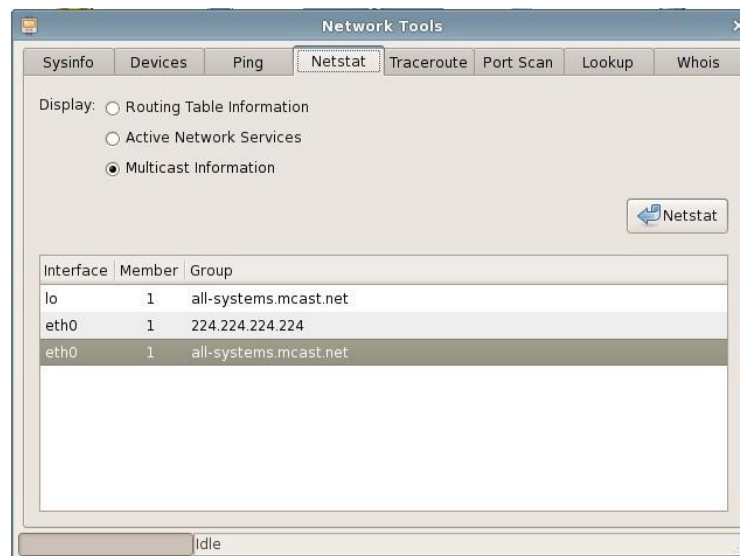 Network Tools
Sysinfo Devices Ping Netstat Traceroute Port Scan Lookup Whois
Display: Routing Table Information
Active Network Services
Multicast Information
Netstat
Interface Member Group
lo 1 all-systems.mcast.net
eth0 1 224.224.224.224
eth0 1 all-systems.mcast.net
Idle